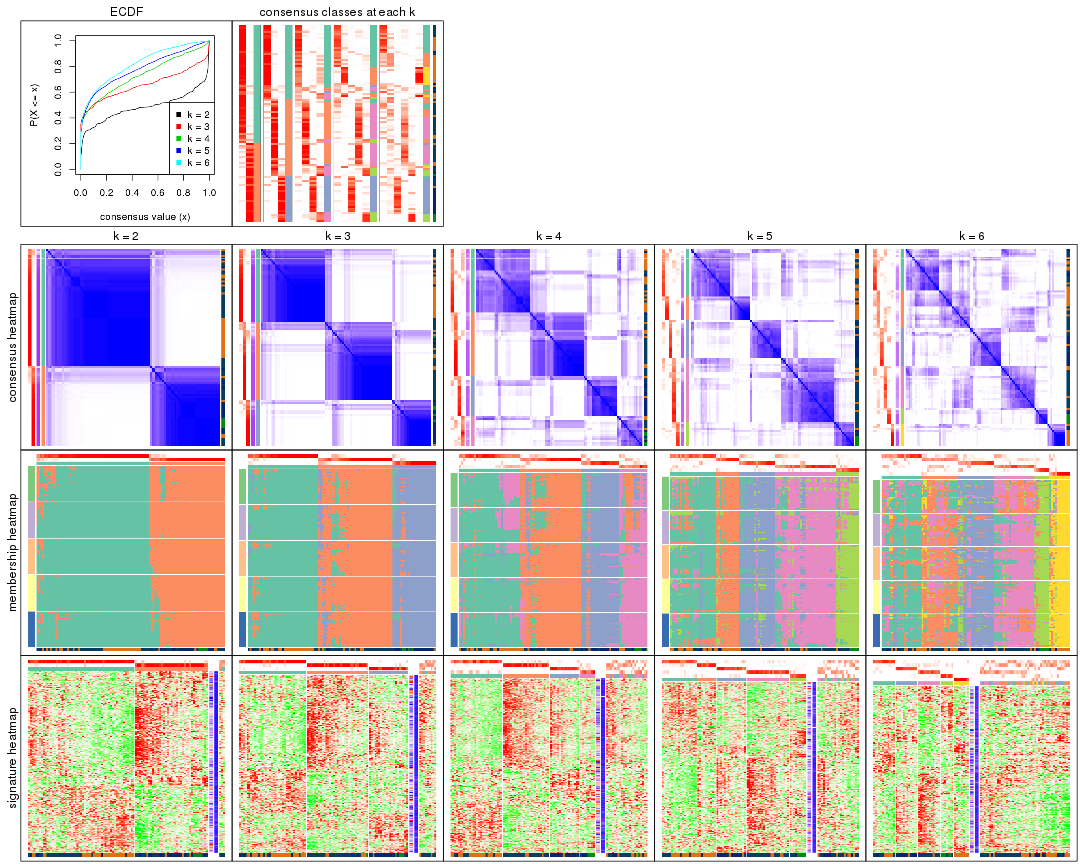 ECDF
consensus classes at each k
P(X <= x)
0.0 0.2 0.4 0.6 0.8 1.0
k = 2
k = 3
k = 4
k = 5
k = 6
0.0 0.2 0.4 0.6 0.8 1.0
consensus value (x)
k = 2
k = 3
k = 4
k = 5
k = 6
consensus heatmap
membership heatmap
signature heatmap